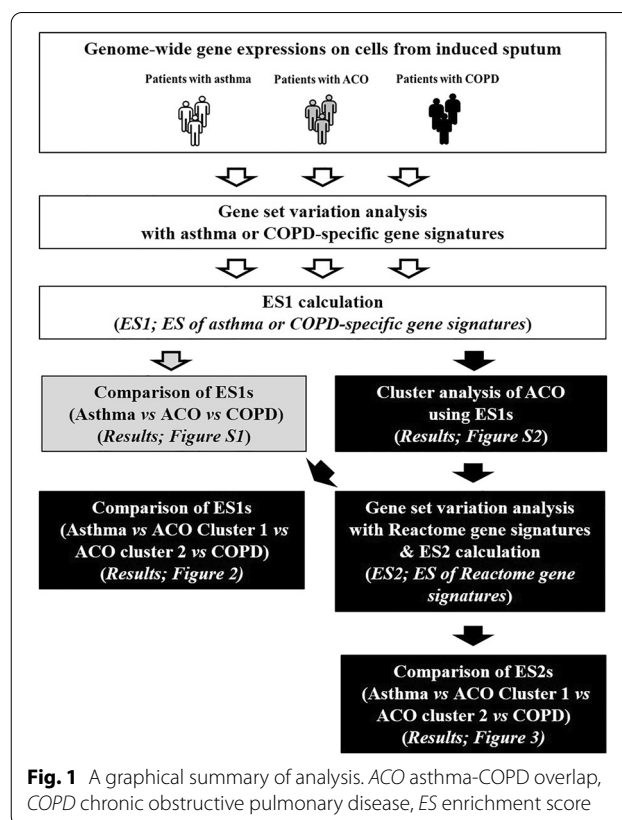 Genome-wide gene expressions on cells from induced sputum
Patients with asthma
Patients with ACO
Patients with COPD
Gene set variation analysis
with asthma or COPD-specific gene signatures
ES1 calculation
(ES1; ES of asthma or COPD-specific gene signatures)
Comparison of ES1s
(Asthma vs ACO vs COPD)
(Results; Figure S1)
Cluster analysis of ACO
using ES1s
(Results; Figure S2)
Comparison of ES1s
(Asthma vs ACO Cluster 1 vs
ACO cluster 2 vs COPD)
(Results; Figure 2)
Gene set variation analysis
with Reactome gene signatures
& ES2 calculation
(ES2; ES of Reactome gene
signatures)
Comparison of ES2s
(Asthma vs ACO Cluster 1 vs
ACO cluster 2 vs COPD)
(Results; Figure 3)
Fig. 1 A graphical summary of analysis. ACO asthma-COPD overlap,
COPD chronic obstructive pulmonary disease, ES enrichment score